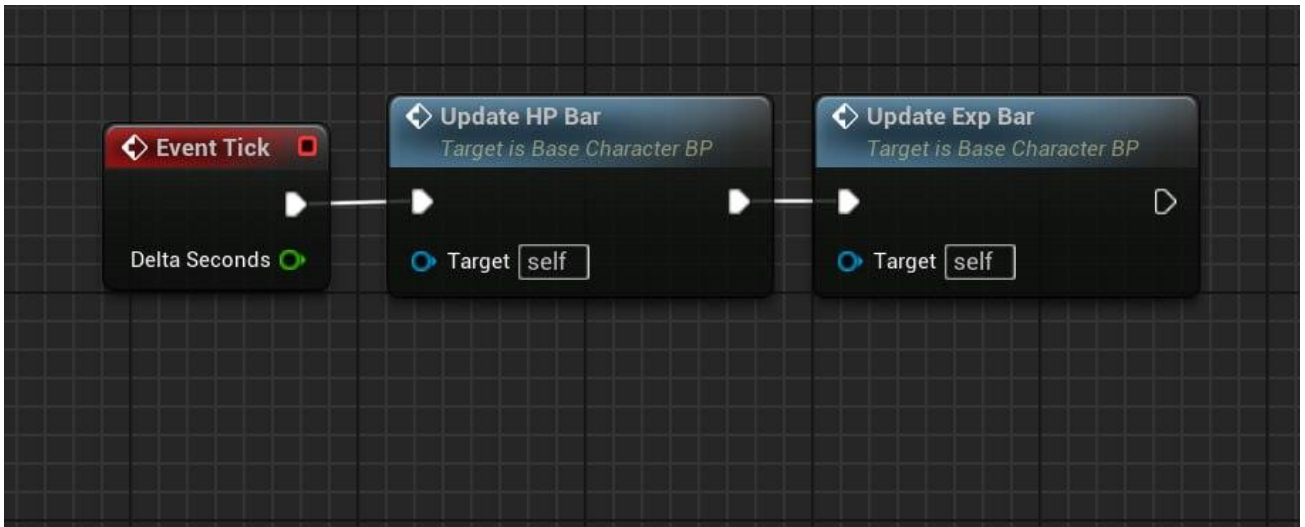 Event Tick
Delta Seconds
Update HP Bar
Target is Base Character BP
Target self
Update Exp Bar
Target is Base Character BP
Target self